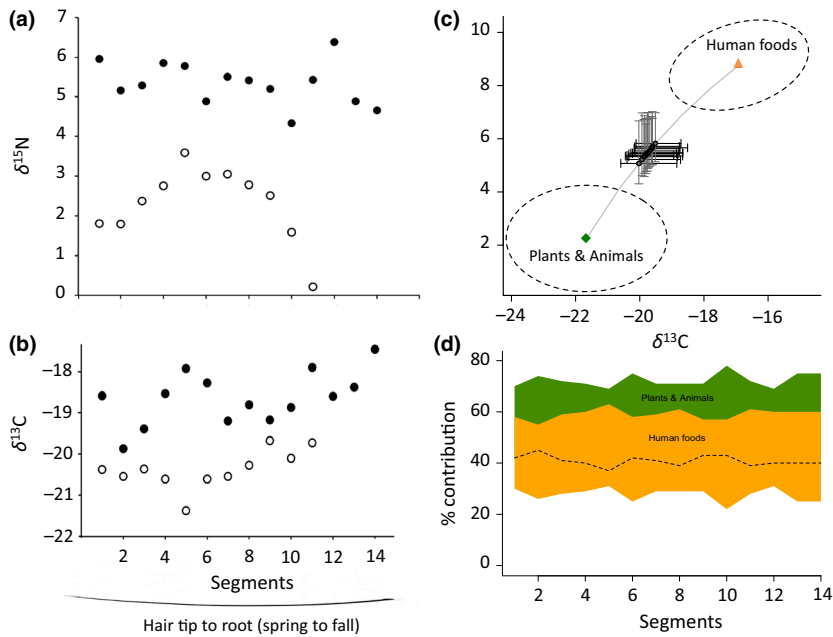 (a)
7
6
5
4
3
2
1
0
δ15N
(b)
−18
−19
−20
−21
−22
δ13C
2 4 6 8 10 12 14
Segments
Hair tip to root (spring to fall)
(c)
10
8
6
4
2
0
Human foods
Plants & Animals
−24 −22 −20 −18 −16
δ13C
(d)
80
60
40
20
0
% contribution
Plants & Animals
Human foods
2 4 6 8 10 12 14
Segments